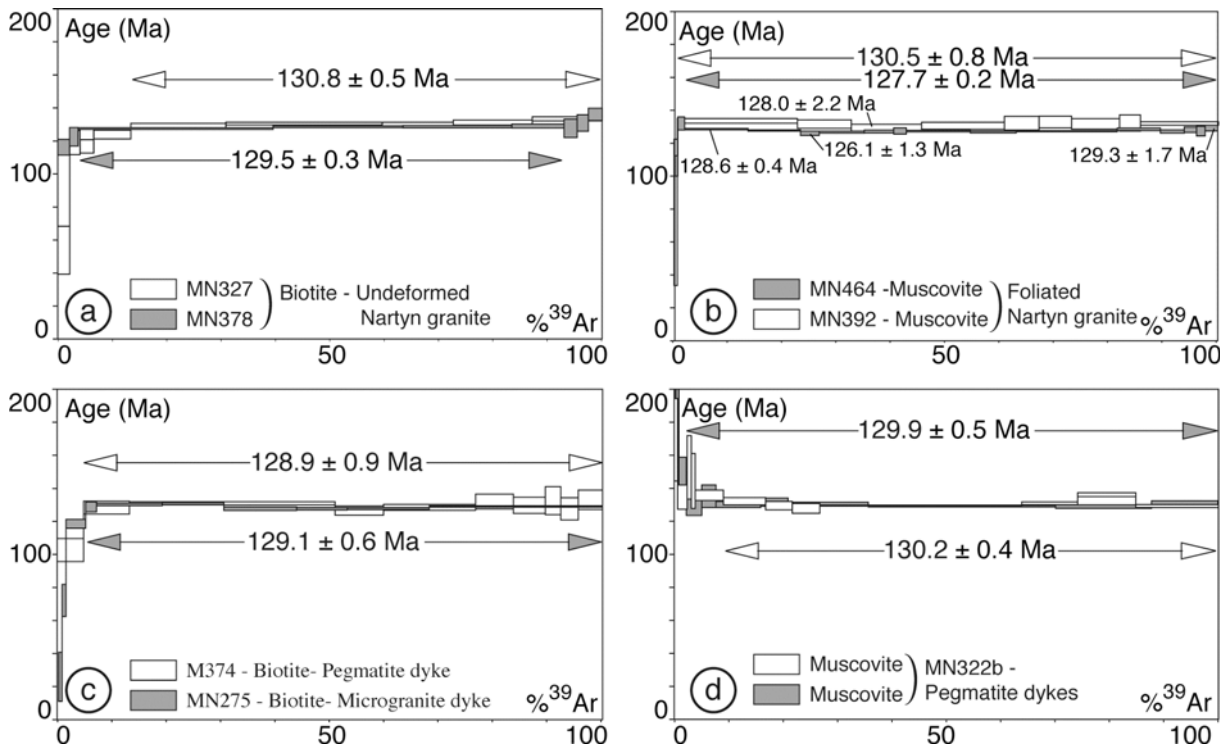 200
Age (Ma)
130.8 ± 0.5 Ma
129.5 ± 0.3 Ma
100
MN327
MN378
Biotite - Undeformed
Nartyn granite
a
%39Ar
0
0
50
100
200
Age (Ma)
130.5 ± 0.8 Ma
127.7 ± 0.2 Ma
128.0 ± 2.2 Ma
128.6 ± 0.4 Ma
126.1 ± 1.3 Ma
129.3 ± 1.7 Ma
100
MN464 -Muscovite
MN392 - Muscovite
Foliated
Nartyn granite
b
%39Ar
0
0
50
100
200
Age (Ma)
128.9 ± 0.9 Ma
100
129.1 ± 0.6 Ma
M374 - Biotite- Pegmatite dyke
MN275 - Biotite- Microgranite dyke
c
%39Ar
0
0
50
100
200
Age (Ma)
129.9 ± 0.5 Ma
100
130.2 ± 0.4 Ma
Muscovite
Muscovite
MN322b -
Pegmatite dykes
d
%39Ar
0
0
50
100